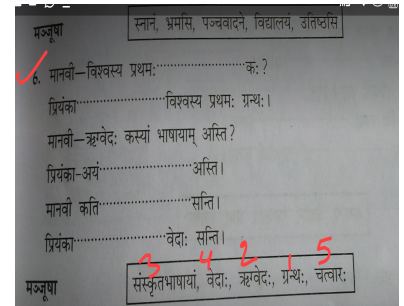 मञ्जूषा स्नानं, भ्रमसि, पञ्चवादने, विद्यालयं, उतिष्ठसि
6. मानवी—विश्वस्य प्रथमः........................कः?
प्रियंका........................विश्वस्य प्रथमः ग्रन्थः।
मानवी—ऋग्वेदः कस्यां भाषायाम् अस्ति?
प्रियंका-अयं........................अस्ति।
मानवी कति........................सन्ति।
प्रियंका........................वेदाः सन्ति।
3 4 2 1 5
मञ्जूषा संस्कृतभाषायां, वेदाः, ऋग्वेदः, ग्रन्थः, चत्वारः